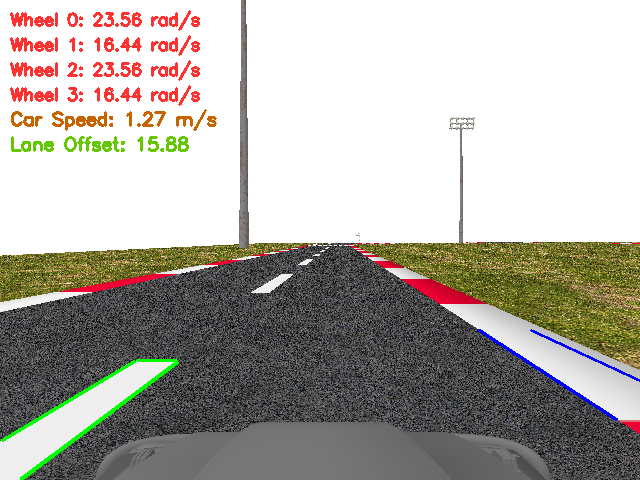 Wheel 0: 23.56 rad/s
Wheel 1: 16.44 rad/s
Wheel 2: 23.56 rad/s
Wheel 3: 16.44 rad/s
Car Speed: 1.27 m/s
Lane Offset: 15.88